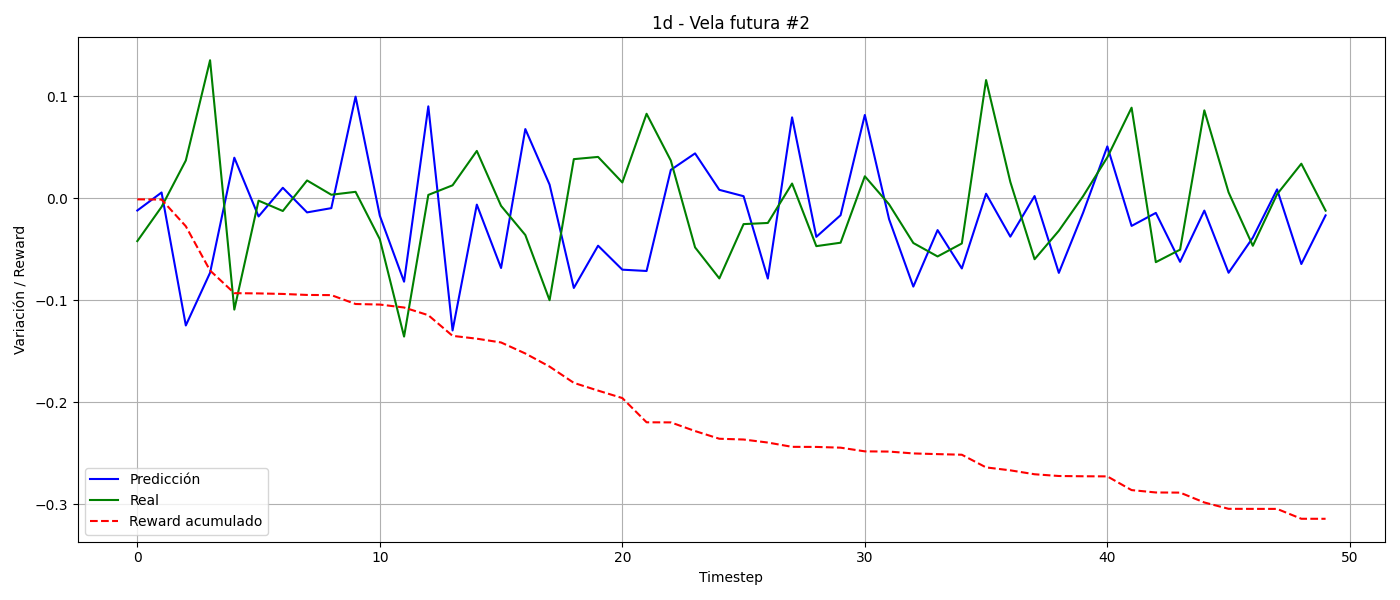 1d - Vela futura #2
Variación / Reward
0.1
0.0
−0.1
−0.2
−0.3
Predicción
Real
Reward acumulado
0
10
20
30
40
50
Timestep